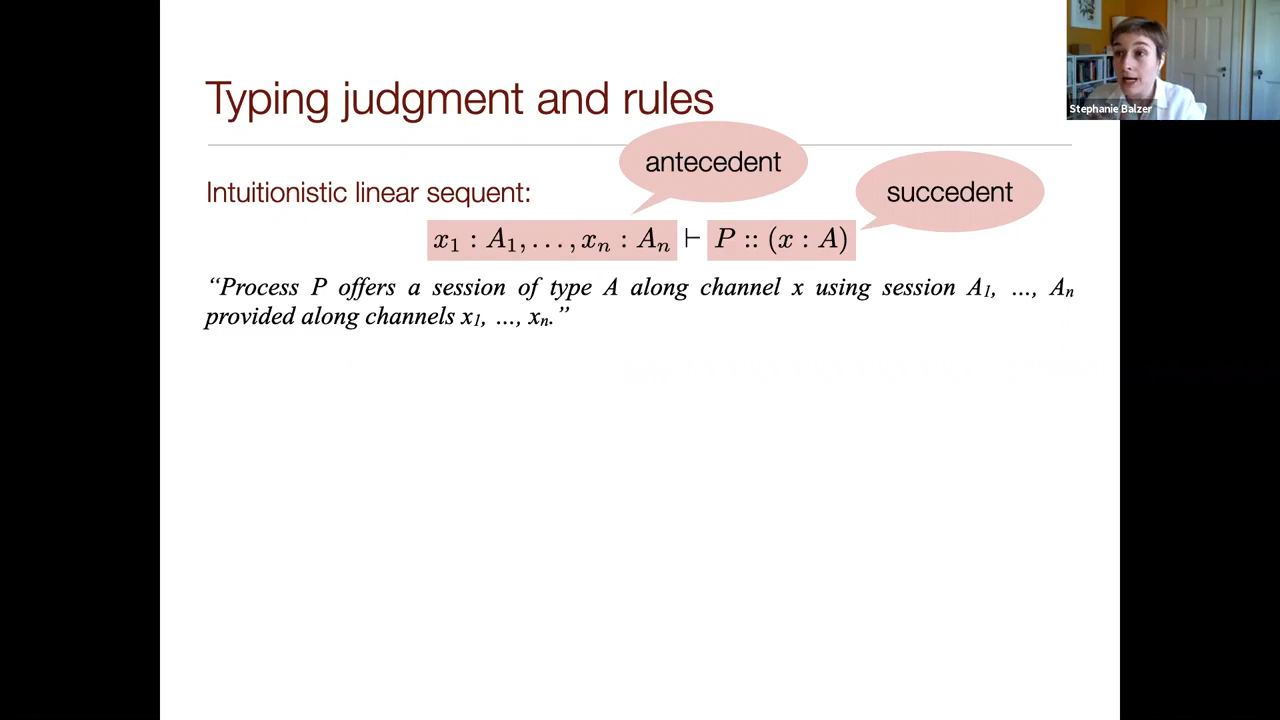 Stephanie Balzer
Typing judgment and rules
antecedent
succedent
Intuitionistic linear sequent:
x₁ : A₁, . . . , xₙ : Aₙ ⊢ P :: (x : A)
“Process P offers a session of type A along channel x using session A₁, ..., Aₙ
provided along channels x₁, ..., xₙ.”